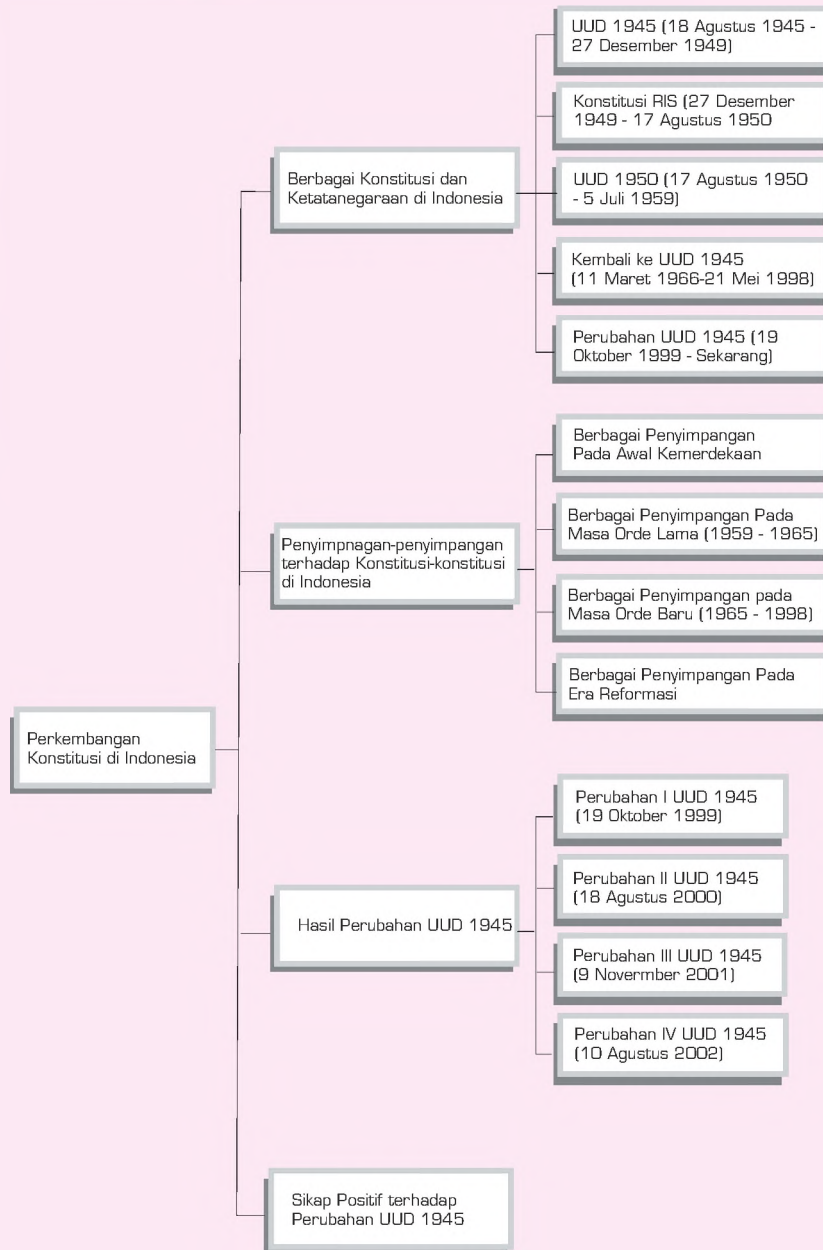 Perkembangan
Konstitusi di Indonesia
Berbagai Konstitusi dan
Ketatanegaraan di Indonesia
UUD 1945 (18 Agustus 1945 -
27 Desember 1949)
Konstitusi RIS (27 Desember
1949 - 17 Agustus 1950
UUD 1950 (17 Agustus 1950
- 5 Juli 1959)
Kembali ke UUD 1945
(11 Maret 1966-21 Mei 1998)
Perubahan UUD 1945 (19
Oktober 1999 - Sekarang)
Penyimpnagan-penyimpangan
terhadap Konstitusi-konstitusi
di Indonesia
Berbagai Penyimpangan
Pada Awal Kemerdekaan
Berbagai Penyimpangan Pada
Masa Orde Lama (1959 - 1965)
Berbagai Penyimpangan pada
Masa Orde Baru (1965 - 1998)
Berbagai Penyimpangan Pada
Era Reformasi
Hasil Perubahan UUD 1945
Perubahan I UUD 1945
(19 Oktober 1999)
Perubahan II UUD 1945
(18 Agustus 2000)
Perubahan III UUD 1945
(9 Novermber 2001)
Perubahan IV UUD 1945
(10 Agustus 2002)
Sikap Positif terhadap
Perubahan UUD 1945